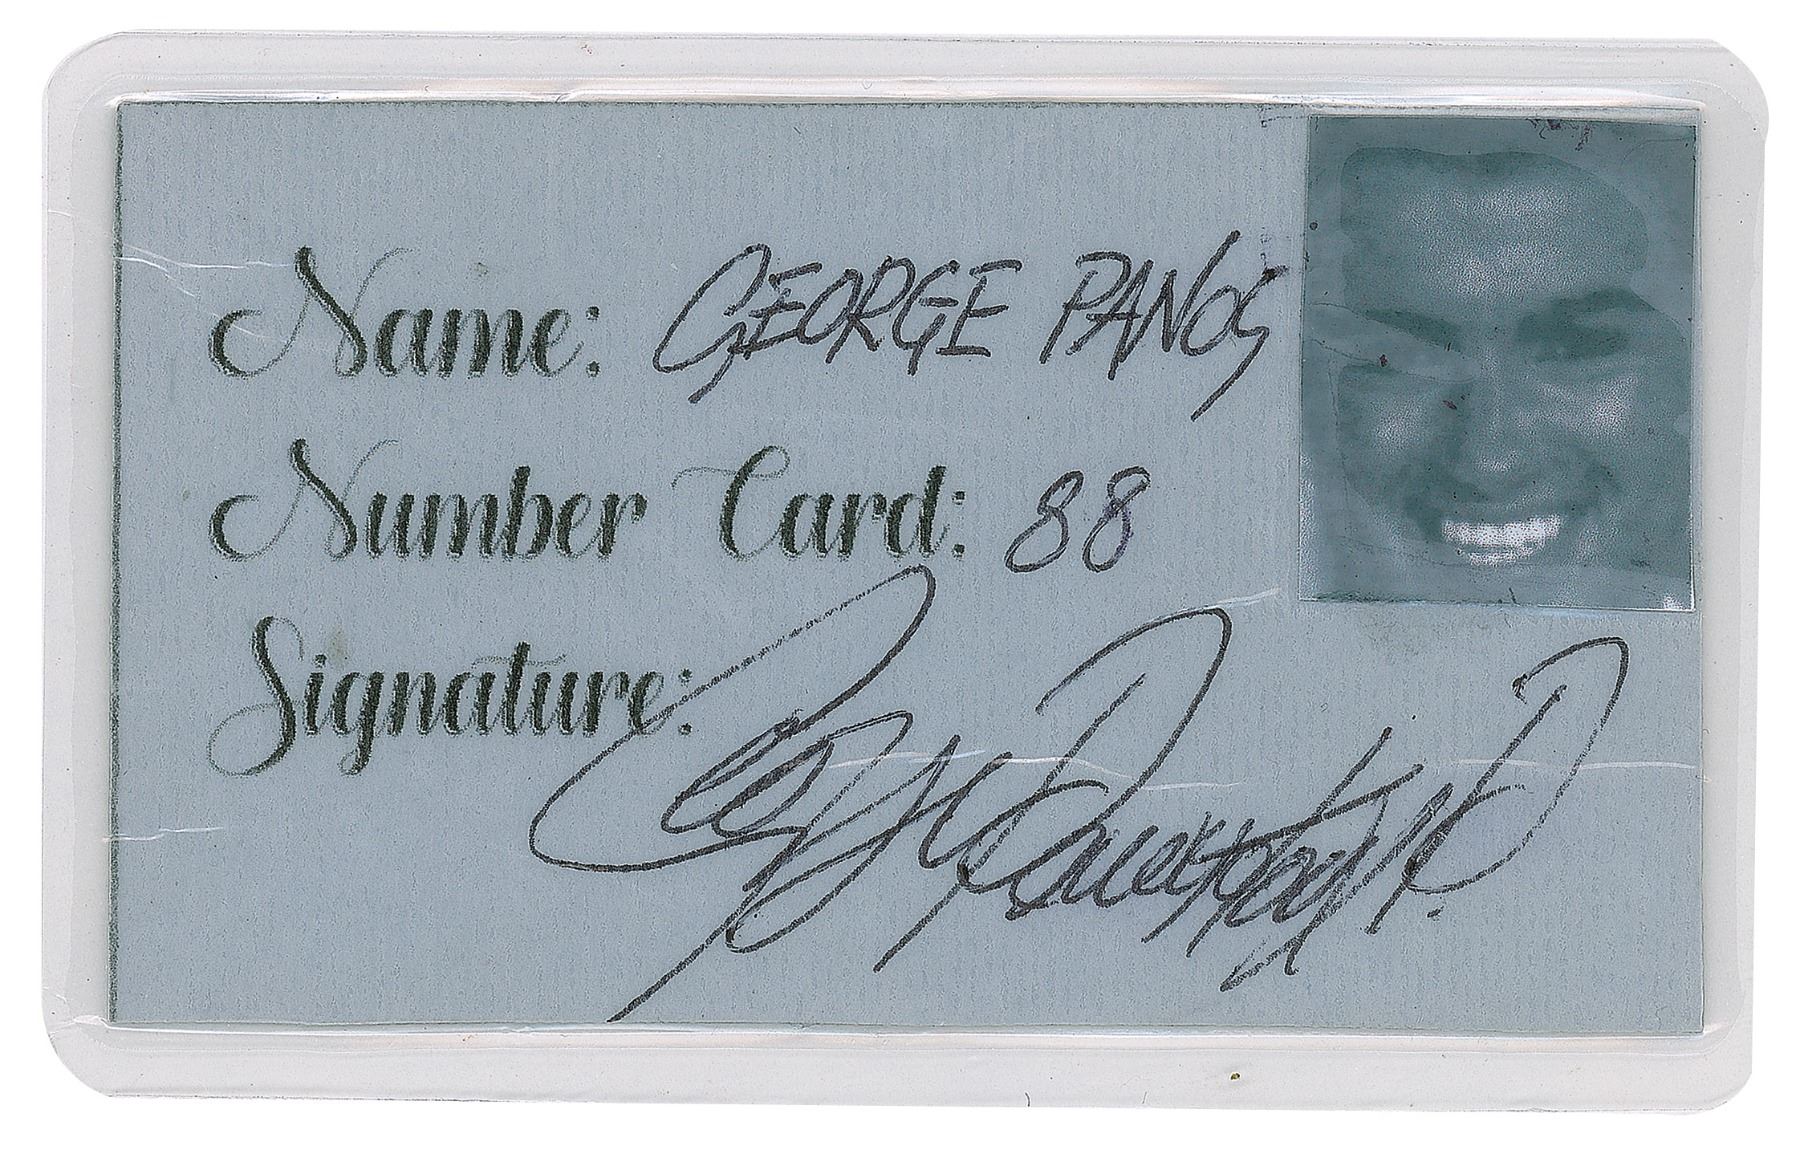 Name: GEORGE PANOS
Number Card: 88
Signature: